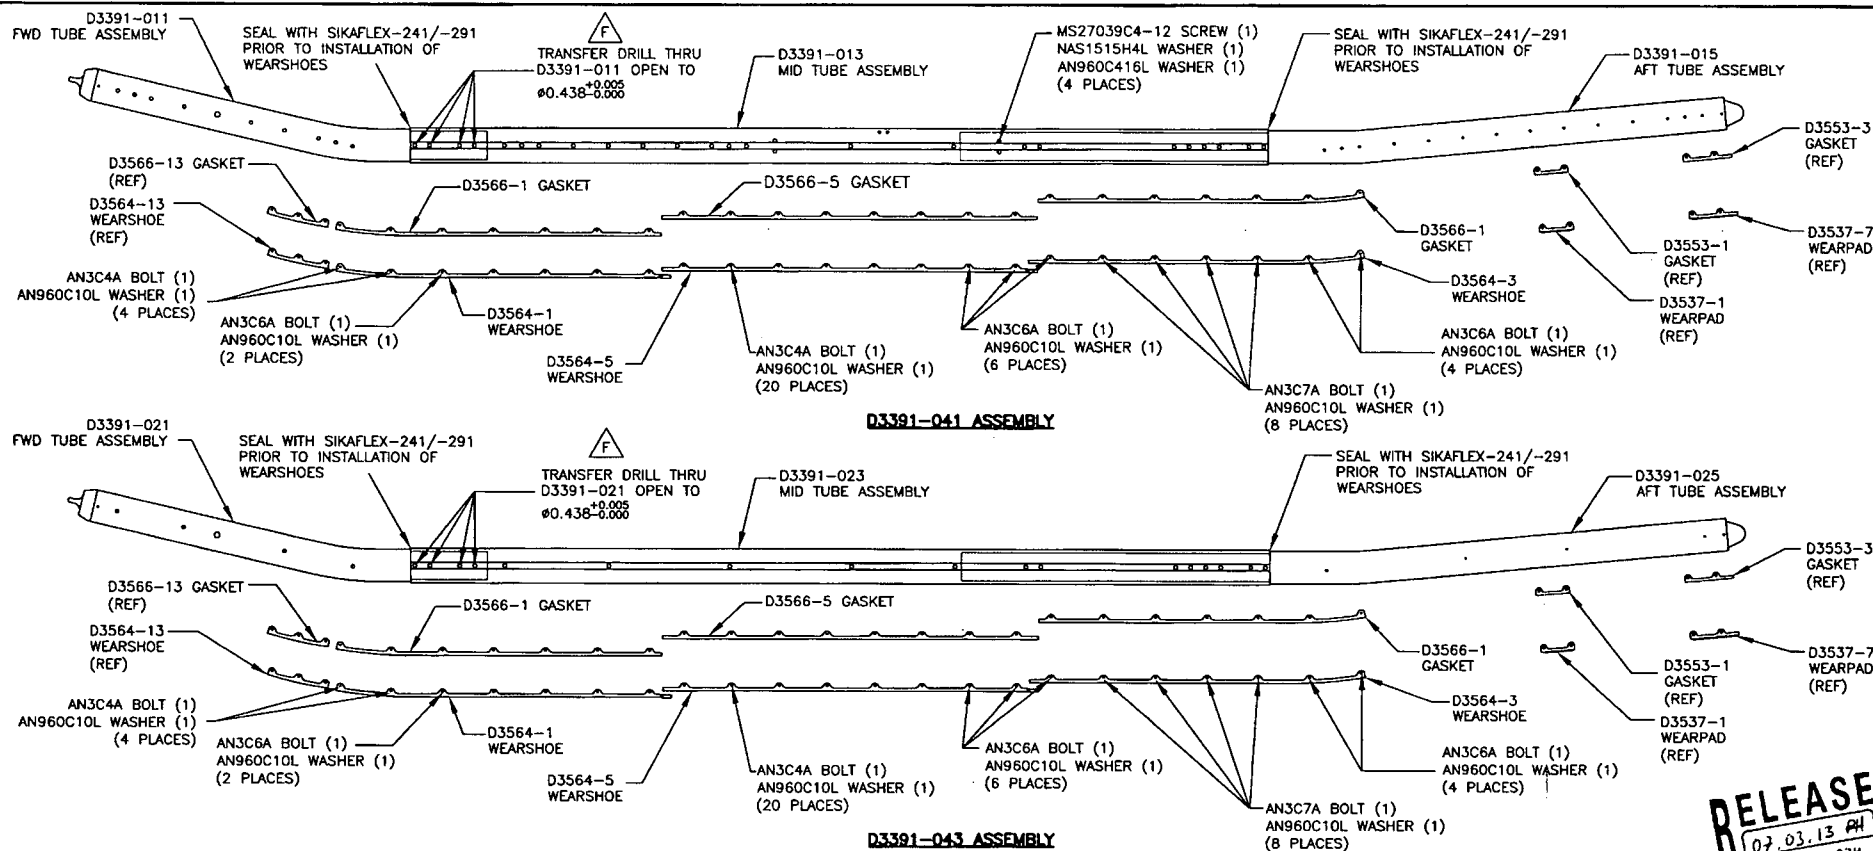 D3391-011
FWD TUBE ASSEMBLY
SEAL WITH SIKAFLEX-241/-291
PRIOR TO INSTALLATION OF
WEARSHOES
F
TRANSFER DRILL THRU
D3391-011 OPEN TO
ø0.438+0.005-0.000
D3391-013
MID TUBE ASSEMBLY
MS27039C4-12 SCREW (1)
NAS1515H4L WASHER (1)
AN960C416L WASHER (1)
(4 PLACES)
SEAL WITH SIKAFLEX-241/-291
PRIOR TO INSTALLATION OF
WEARSHOES
D3391-015
AFT TUBE ASSEMBLY
D3553-3
GASKET
(REF)
D3566-13 GASKET
(REF)
D3566-1 GASKET
D3566-5 GASKET
D3564-13
WEARSHOE
(REF)
D3566-1
GASKET
D3553-1
GASKET
(REF)
D3537-7
WEARPAD
(REF)
AN3C4A BOLT (1)
AN960C10L WASHER (1)
(4 PLACES)
AN3C6A BOLT (1)
AN960C10L WASHER (1)
(2 PLACES)
D3564-1
WEARSHOE
D3564-5
WEARSHOE
AN3C4A BOLT (1)
AN960C10L WASHER (1)
(20 PLACES)
AN3C6A BOLT (1)
AN960C10L WASHER (1)
(6 PLACES)
D3564-3
WEARSHOE
D3537-1
WEARPAD
(REF)
AN3C6A BOLT (1)
AN960C10L WASHER (1)
(4 PLACES)
AN3C7A BOLT (1)
AN960C10L WASHER (1)
(8 PLACES)
D3391-041 ASSEMBLY
D3391-021
FWD TUBE ASSEMBLY
SEAL WITH SIKAFLEX-241/-291
PRIOR TO INSTALLATION OF
WEARSHOES
F
TRANSFER DRILL THRU
D3391-021 OPEN TO
ø0.438+0.005-0.000
D3391-023
MID TUBE ASSEMBLY
SEAL WITH SIKAFLEX-241/-291
PRIOR TO INSTALLATION OF
WEARSHOES
D3391-025
AFT TUBE ASSEMBLY
D3553-3
GASKET
(REF)
D3566-13 GASKET
(REF)
D3566-1 GASKET
D3566-5 GASKET
D3564-13
WEARSHOE
(REF)
D3566-1
GASKET
D3553-1
GASKET
(REF)
D3537-7
WEARPAD
(REF)
AN3C4A BOLT (1)
AN960C10L WASHER (1)
(4 PLACES)
AN3C6A BOLT (1)
AN960C10L WASHER (1)
(2 PLACES)
D3564-1
WEARSHOE
D3564-5
WEARSHOE
AN3C4A BOLT (1)
AN960C10L WASHER (1)
(20 PLACES)
AN3C6A BOLT (1)
AN960C10L WASHER (1)
(6 PLACES)
D3564-3
WEARSHOE
D3537-1
WEARPAD
(REF)
AN3C6A BOLT (1)
AN960C10L WASHER (1)
(4 PLACES)
AN3C7A BOLT (1)
AN960C10L WASHER (1)
(8 PLACES)
D3391-043 ASSEMBLY
RELEASE
07.03.13 PH